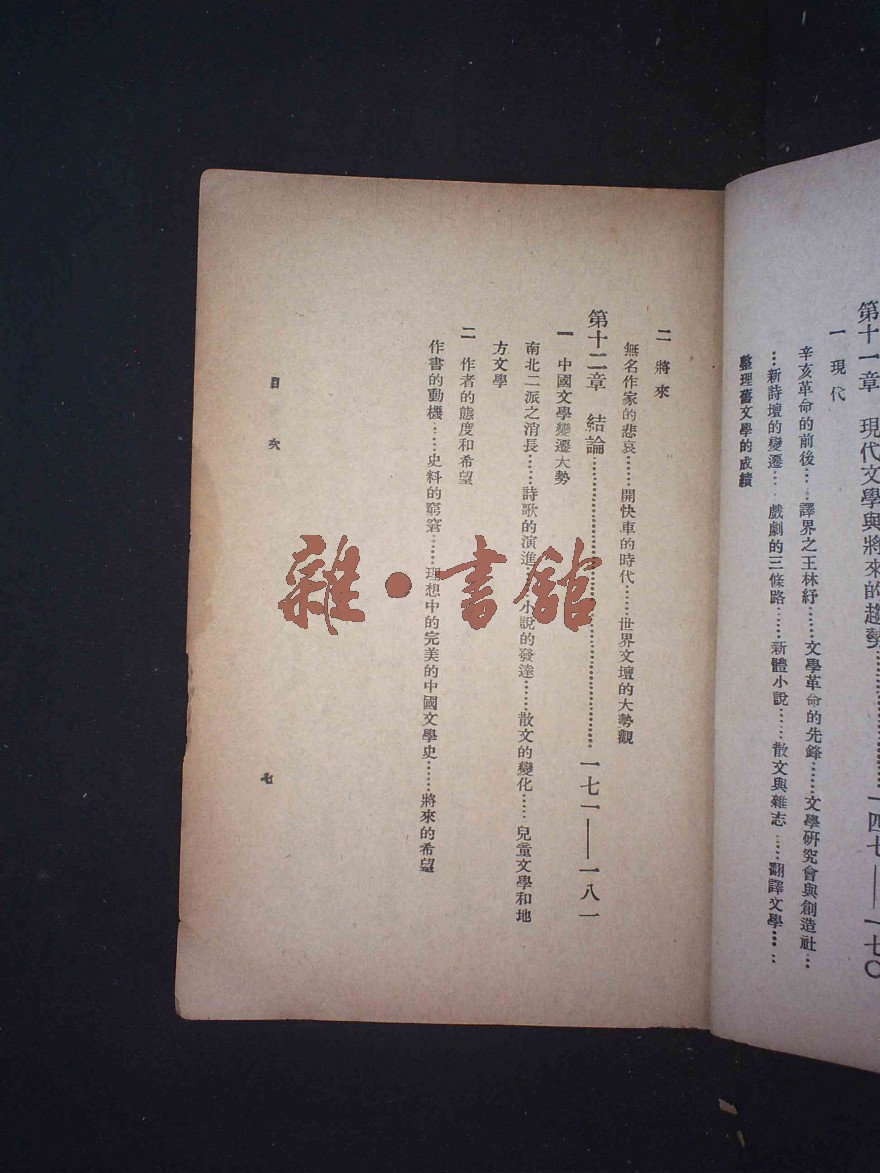 第十一章　現代文學與將來的趨勢…………一四七——一七〇
一　現代
辛亥革命的前後……譯界之王林紓……文學革命的先鋒……文學硏究會與創造社…
…新詩壇的變遷……戲劇的三條路……新體小說……散文與雜志……翻譯文學……
整理舊文學的成績
二　將來
無名作家的悲哀……開快車的時代……世界文壇的大勢觀
第十二章　結論…………一七一——一八一
一　中國文學變遷大勢
南北二派之消長……詩歌的演進……小說的發達……散文的變化……兒童文學和地
方文學
二　作者的態度和希望
作書的動機……史料的窮窘……理想中的完美的中國文學史……將來的希望
目次
七
雜·書館